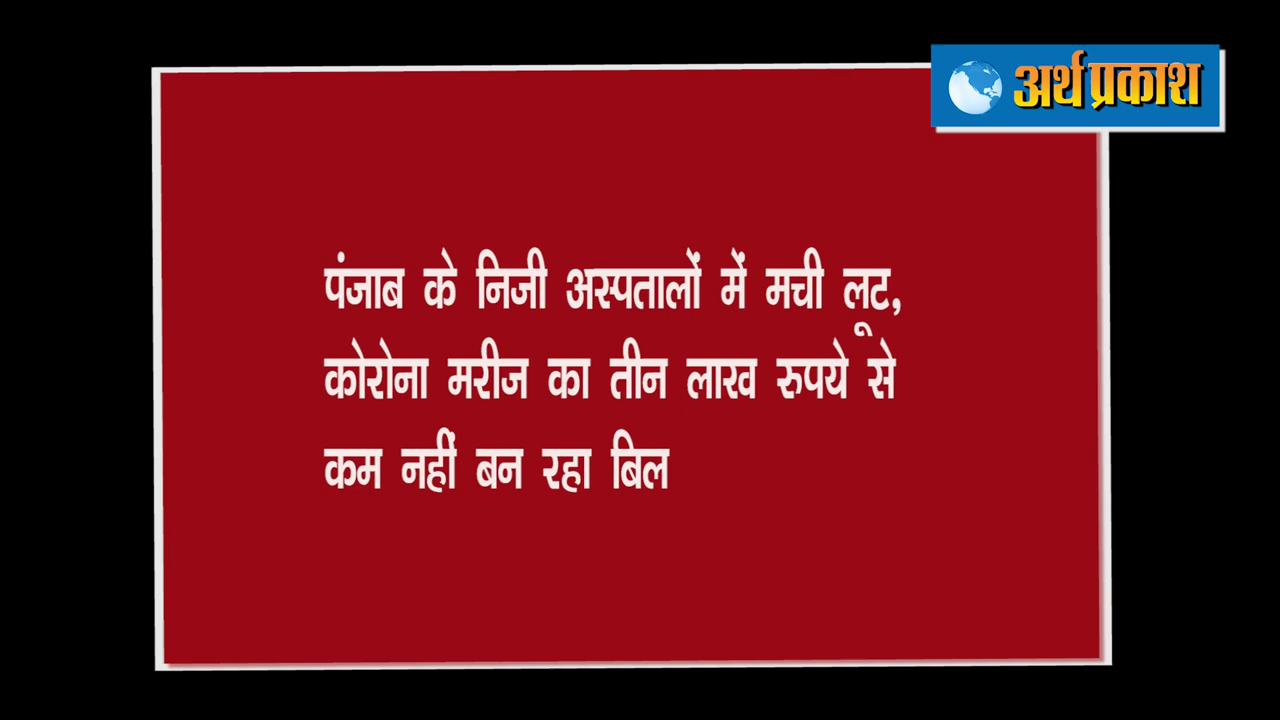 अर्थ प्रकाश
पंजाब के निजी अस्पतालों में मची लूट,
कोरोना मरीज का तीन लाख रुपये से
कम नहीं बन रहा बिल